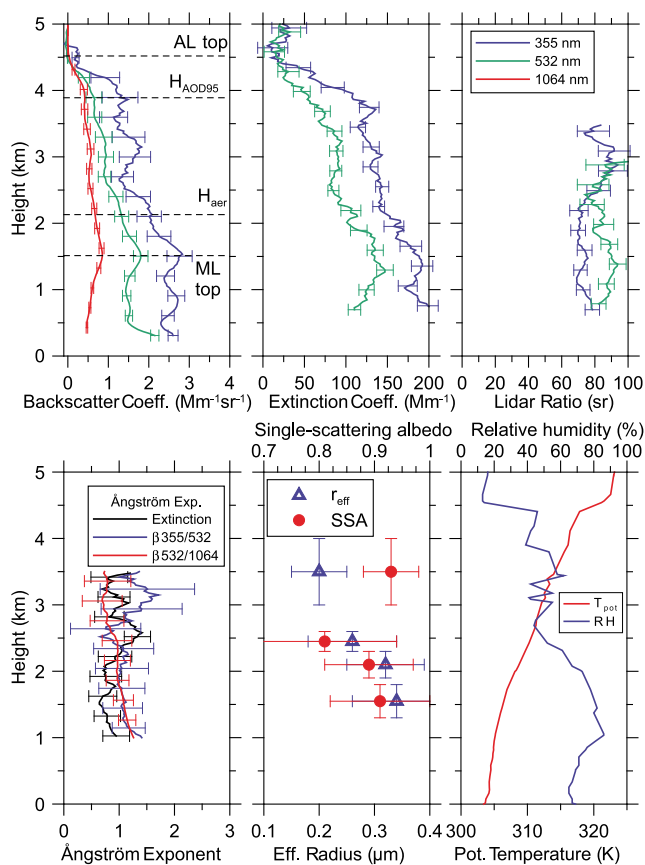 AL top
H_AOD95
H_aer
ML
top
5
4
3
2
1
0
Height (km)
0 1 2 3 4
Backscatter Coeff. (Mm⁻¹sr⁻¹)
0 50 100 150 200
Extinction Coeff. (Mm⁻¹)
355 nm
532 nm
1064 nm
0 20 40 60 80 100
Lidar Ratio (sr)
Single-scattering albedo
0.7 0.8 0.9 1
Relative humidity (%)
0 20 40 60 80 100
5
4
3
2
1
0
Height (km)
Ångström Exp.
Extinction
β355/532
β532/1064
0 1 2 3
Ångström Exponent
r_eff
SSA
0.1 0.2 0.3 0.4
Eff. Radius (µm)
T_pot
RH
300 310 320
Pot. Temperature (K)